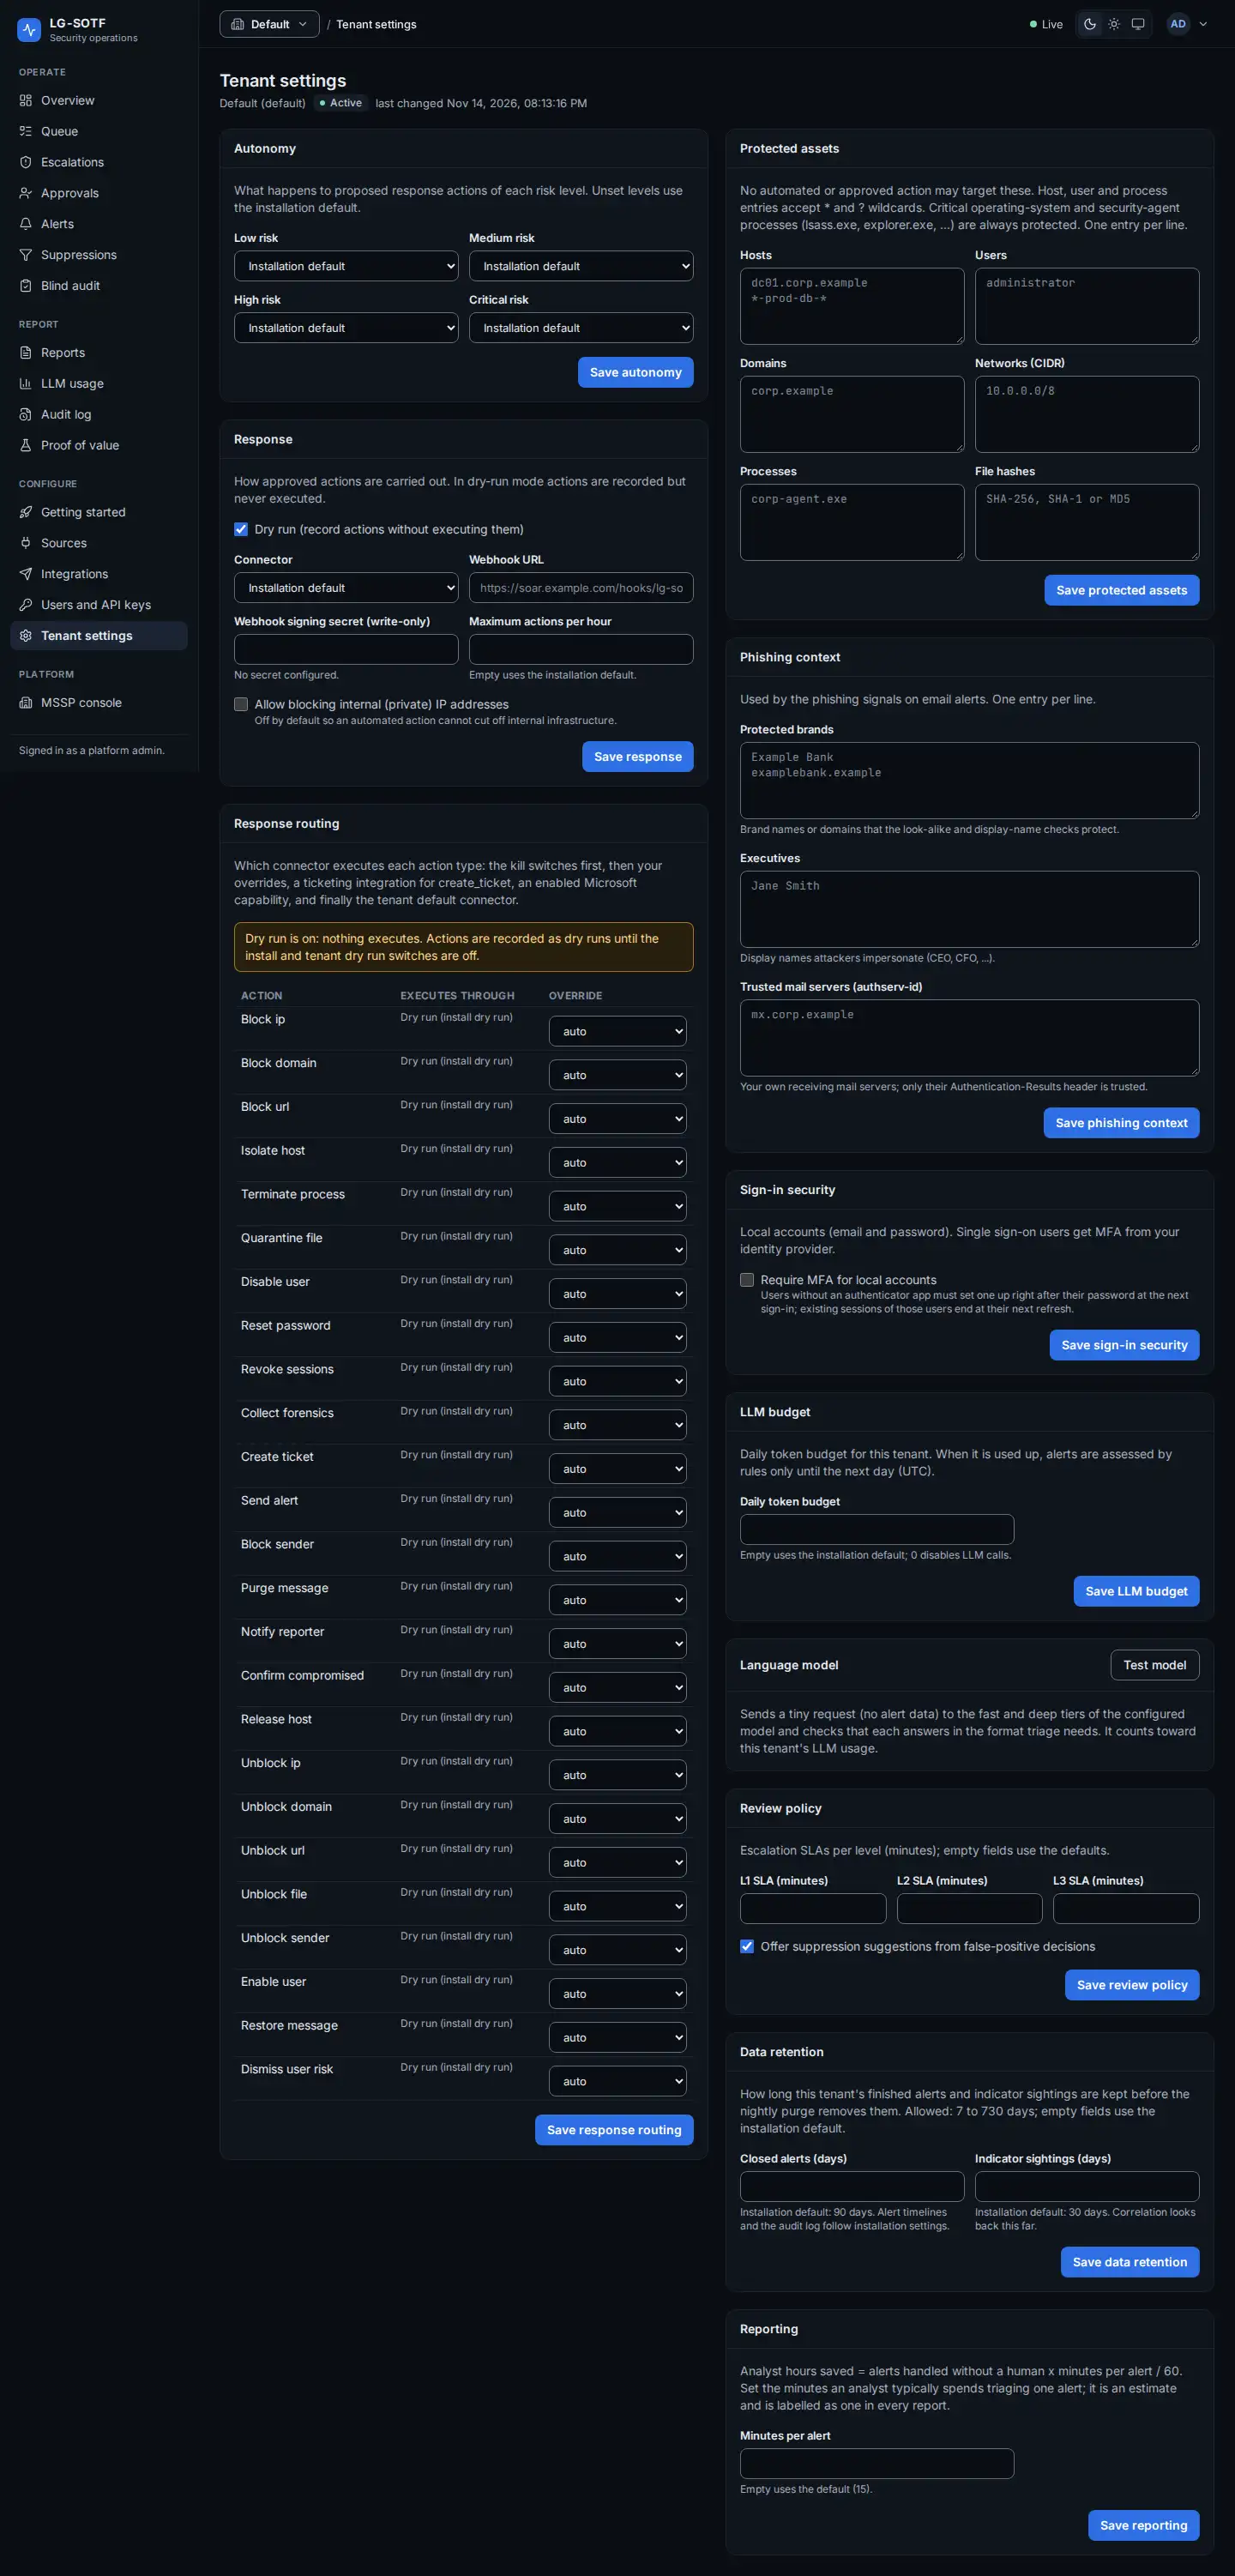 LG-SOTF
Security operations
OPERATE
Overview
Queue
Escalations
Approvals
Alerts
Suppressions
Blind audit
REPORT
Reports
LLM usage
Audit log
Proof of value
CONFIGURE
Getting started
Sources
Integrations
Users and API keys
Tenant settings
PLATFORM
MSSP console
Signed in as a platform admin.
Default / Tenant settings
Live
AD
Tenant settings
Default (default) Active last changed Nov 14, 2026, 08:13:16 PM
Autonomy
What happens to proposed response actions of each risk level. Unset levels use
the installation default.
Low risk Medium risk
Installation default Installation default
High risk Critical risk
Installation default Installation default
Save autonomy
Response
How approved actions are carried out. In dry-run mode actions are recorded but
never executed.
Dry run (record actions without executing them)
Connector Webhook URL
Installation default https://soar.example.com/hooks/lg-so
Webhook signing secret (write-only) Maximum actions per hour
No secret configured. Empty uses the installation default.
Allow blocking internal (private) IP addresses
Off by default so an automated action cannot cut off internal infrastructure.
Save response
Response routing
Which connector executes each action type: the kill switches first, then your
overrides, a ticketing integration for create_ticket, an enabled Microsoft
capability, and finally the tenant default connector.
Dry run is on: nothing executes. Actions are recorded as dry runs until the
install and tenant dry run switches are off.
ACTION EXECUTES THROUGH OVERRIDE
Block ip Dry run (install dry run) auto
Block domain Dry run (install dry run) auto
Block url Dry run (install dry run) auto
Isolate host Dry run (install dry run) auto
Terminate process Dry run (install dry run) auto
Quarantine file Dry run (install dry run) auto
Disable user Dry run (install dry run) auto
Reset password Dry run (install dry run) auto
Revoke sessions Dry run (install dry run) auto
Collect forensics Dry run (install dry run) auto
Create ticket Dry run (install dry run) auto
Send alert Dry run (install dry run) auto
Block sender Dry run (install dry run) auto
Purge message Dry run (install dry run) auto
Notify reporter Dry run (install dry run) auto
Confirm compromised Dry run (install dry run) auto
Release host Dry run (install dry run) auto
Unblock ip Dry run (install dry run) auto
Unblock domain Dry run (install dry run) auto
Unblock url Dry run (install dry run) auto
Unblock file Dry run (install dry run) auto
Unblock sender Dry run (install dry run) auto
Enable user Dry run (install dry run) auto
Restore message Dry run (install dry run) auto
Dismiss user risk Dry run (install dry run) auto
Save response routing
Protected assets
No automated or approved action may target these. Host, user and process
entries accept * and ? wildcards. Critical operating-system and security-agent
processes (lsass.exe, explorer.exe, ...) are always protected. One entry per line.
Hosts Users
dc01.corp.example administrator
*-prod-db-*
Domains Networks (CIDR)
corp.example 10.0.0.0/8
Processes File hashes
corp-agent.exe SHA-256, SHA-1 or MD5
Save protected assets
Phishing context
Used by the phishing signals on email alerts. One entry per line.
Protected brands
Example Bank
examplebank.example
Brand names or domains that the look-alike and display-name checks protect.
Executives
Jane Smith
Display names attackers impersonate (CEO, CFO, ...).
Trusted mail servers (authserv-id)
mx.corp.example
Your own receiving mail servers; only their Authentication-Results header is trusted.
Save phishing context
Sign-in security
Local accounts (email and password). Single sign-on users get MFA from your
identity provider.
Require MFA for local accounts
Users without an authenticator app must set one up right after their password at the next
sign-in; existing sessions of those users end at their next refresh.
Save sign-in security
LLM budget
Daily token budget for this tenant. When it is used up, alerts are assessed by
rules only until the next day (UTC).
Daily token budget
Empty uses the installation default; 0 disables LLM calls.
Save LLM budget
Language model Test model
Sends a tiny request (no alert data) to the fast and deep tiers of the configured
model and checks that each answers in the format triage needs. It counts toward
this tenant's LLM usage.
Review policy
Escalation SLAs per level (minutes); empty fields use the defaults.
L1 SLA (minutes) L2 SLA (minutes) L3 SLA (minutes)
Offer suppression suggestions from false-positive decisions
Save review policy
Data retention
How long this tenant's finished alerts and indicator sightings are kept before the
nightly purge removes them. Allowed: 7 to 730 days; empty fields use the
installation default.
Closed alerts (days) Indicator sightings (days)
Installation default: 90 days. Alert timelines Installation default: 30 days. Correlation looks
and the audit log follow installation settings. back this far.
Save data retention
Reporting
Analyst hours saved = alerts handled without a human x minutes per alert / 60.
Set the minutes an analyst typically spends triaging one alert; it is an estimate
and is labelled as one in every report.
Minutes per alert
Empty uses the default (15).
Save reporting